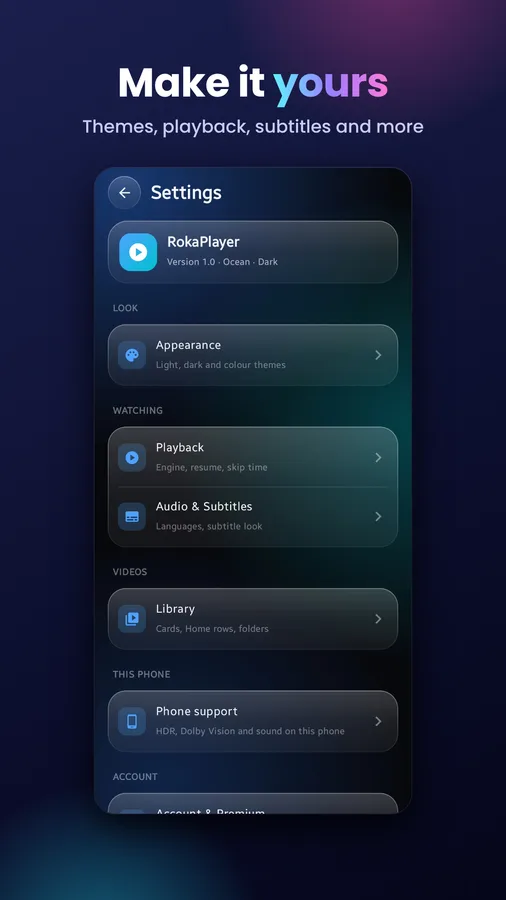 Make it yours
Themes, playback, subtitles and more
Settings
RokaPlayer
Version 1.0 · Ocean · Dark
LOOK
Appearance
Light, dark and colour themes
WATCHING
Playback
Engine, resume, skip time
Audio & Subtitles
Languages, subtitle look
VIDEOS
Library
Cards, Home rows, folders
THIS PHONE
Phone support
HDR, Dolby Vision and sound on this phone
ACCOUNT
Account & Premium